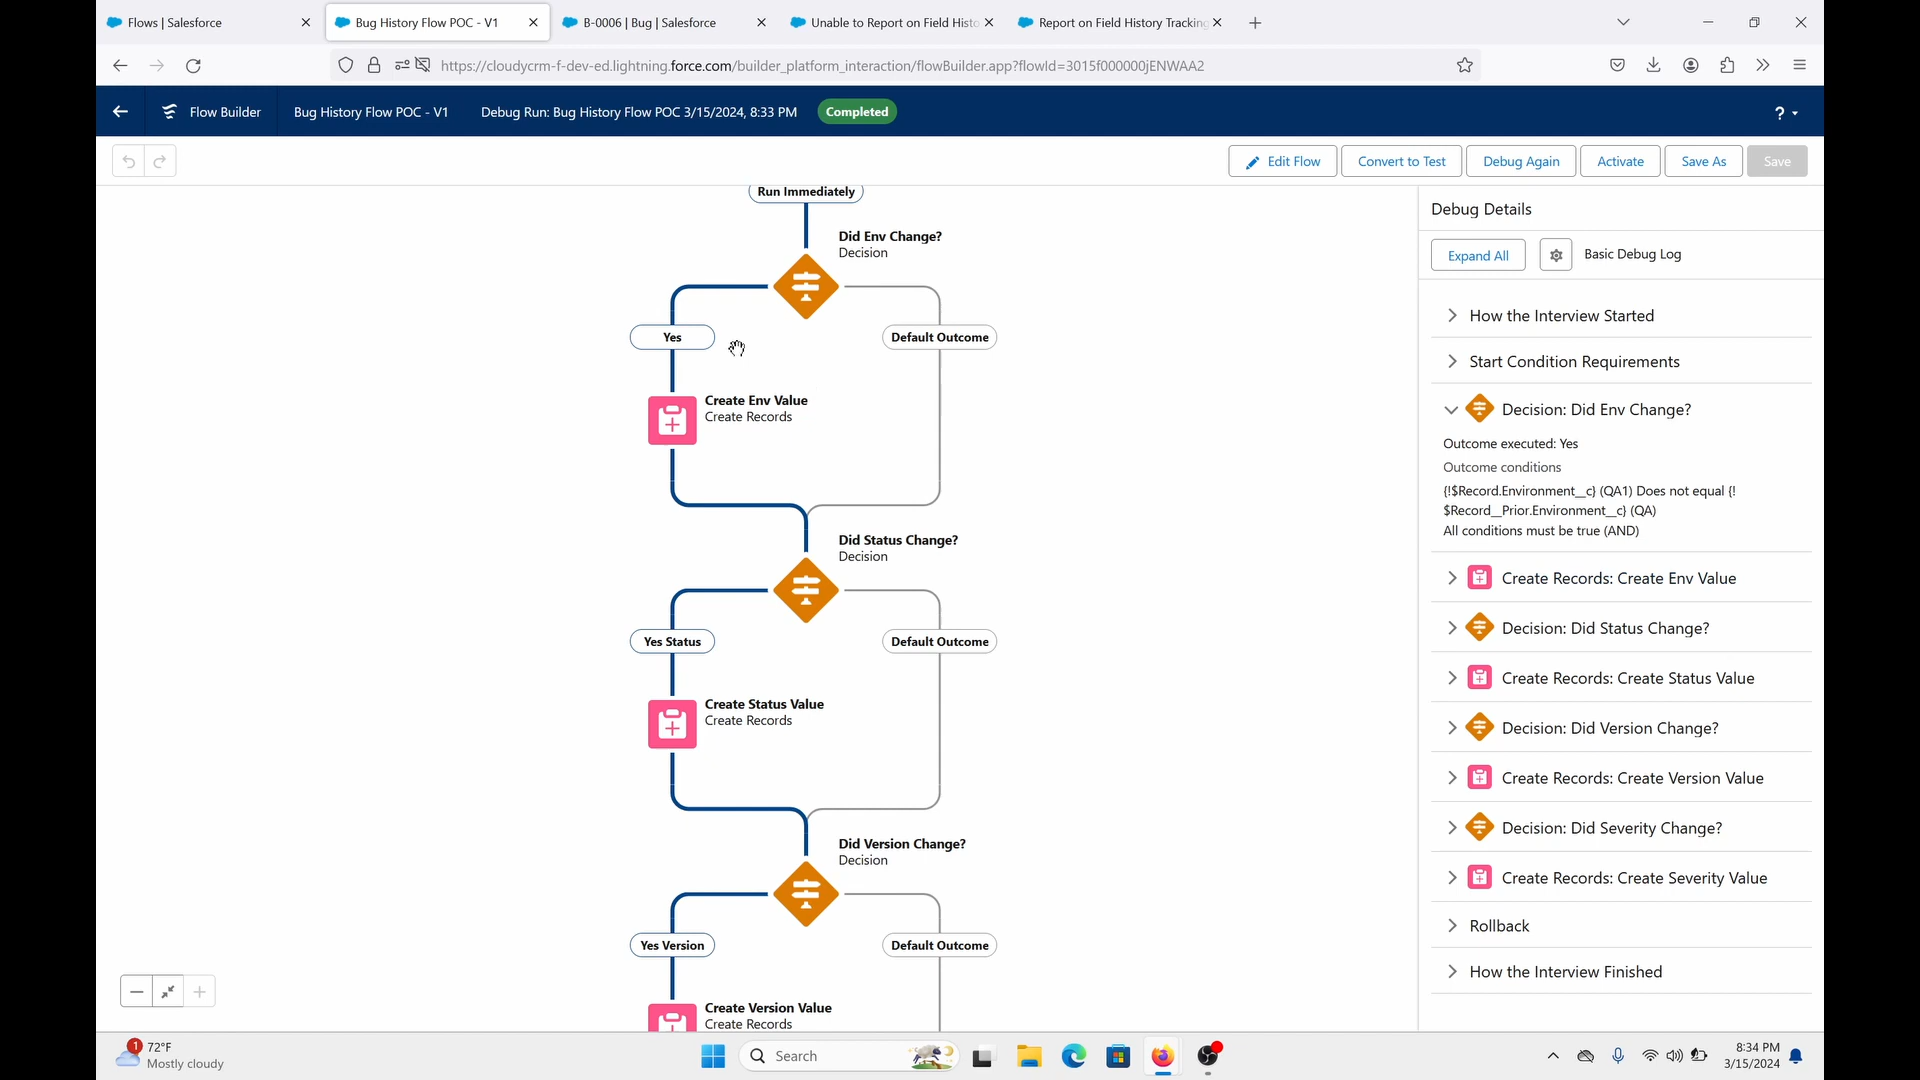 Flows | Salesforce
Bug History Flow POC - V1
B-0006 | Bug | Salesforce
Unable to Report on Field Histo
Report on Field History Tracking
https://cloudycrm-f-dev-ed.lightning.force.com/builder_platform_interaction/flowBuilder.app?flowId=3015f000000jENWAA2
Flow Builder
Bug History Flow POC - V1
Debug Run: Bug History Flow POC 3/15/2024, 8:33 PM
Completed
?
Edit Flow
Convert to Test
Debug Again
Activate
Save As
Save
Run Immediately
Did Env Change?
Decision
Yes
Default Outcome
Create Env Value
Create Records
Did Status Change?
Decision
Yes Status
Default Outcome
Create Status Value
Create Records
Did Version Change?
Decision
Yes Version
Default Outcome
Create Version Value
Create Records
Debug Details
Expand All
Basic Debug Log
How the Interview Started
Start Condition Requirements
Decision: Did Env Change?
Outcome executed: Yes
Outcome conditions
{!$Record.Environment__c} (QA1) Does not equal {!
$Record__Prior.Environment__c} (QA)
All conditions must be true (AND)
Create Records: Create Env Value
Decision: Did Status Change?
Create Records: Create Status Value
Decision: Did Version Change?
Create Records: Create Version Value
Decision: Did Severity Change?
Create Records: Create Severity Value
Rollback
How the Interview Finished
1
72°F
Mostly cloudy
Search
8:34 PM
3/15/2024